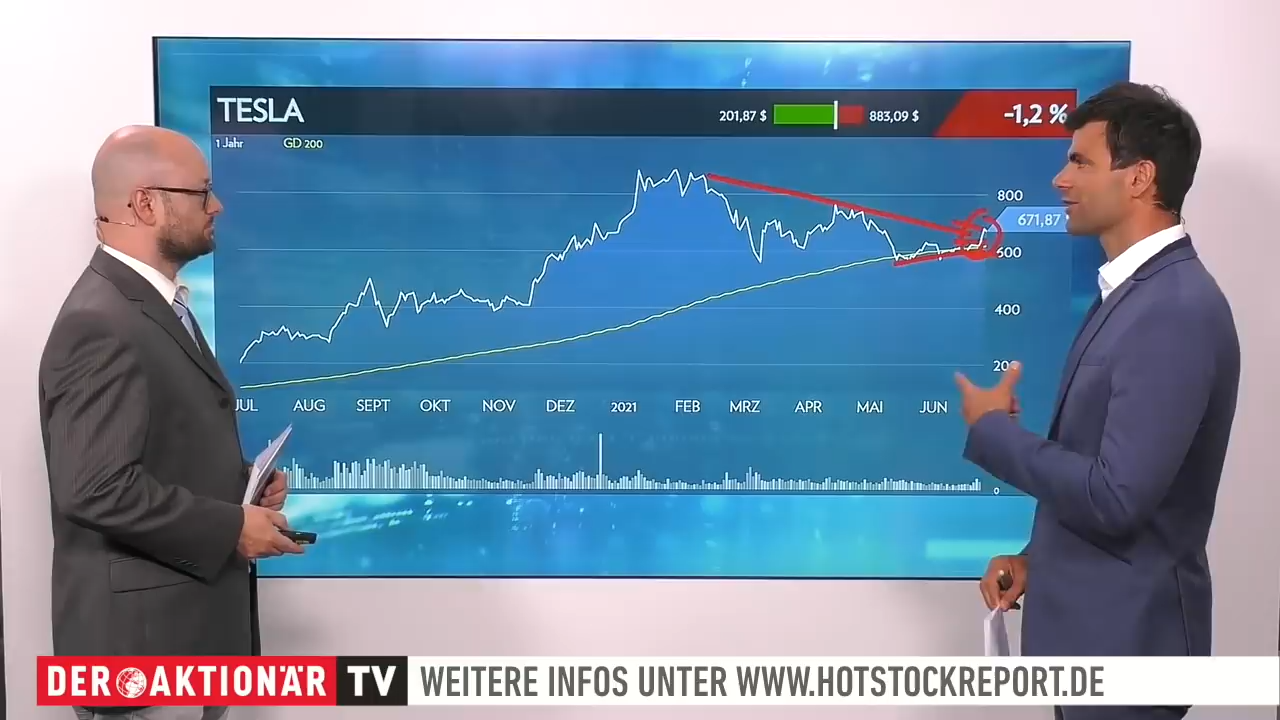 TESLA
201,87 $
883,09 $
-1,2 %
1 Jahr
GD 200
800
671,87
600
400
JUL AUG SEPT OKT NOV DEZ 2021 FEB MRZ APR MAI JUN
0
DER AKTIONÄR TV
WEITERE INFOS UNTER WWW.HOTSTOCKREPORT.DE